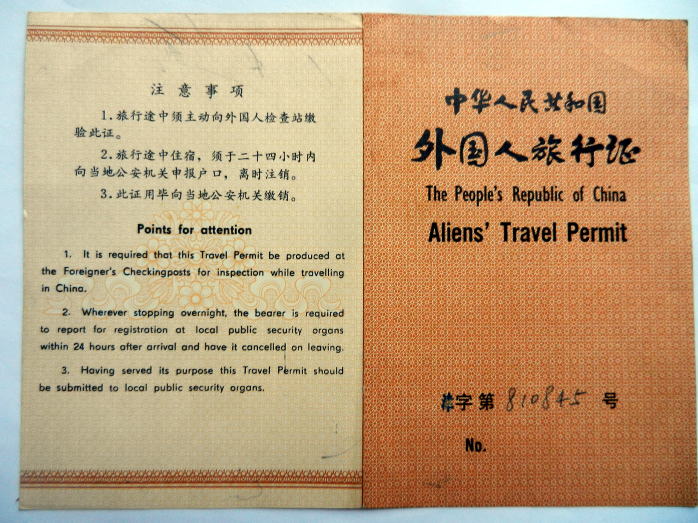 注意事项
1.旅行途中须主动向外国人检查站缴
验此证。
2.旅行途中住宿，须于二十四小时内
向当地公安机关申报户口，离时注销。
3.此证用毕向当地公安机关缴销。
Points for attention
1. It is required that this Travel Permit be produced at
the Foreigner's Checkingposts for inspection while travelling
in China.
2. Wherever stopping overnight, the bearer is required
to report for registration at local public security organs
within 24 hours after arrival and have it cancelled on leaving.
3. Having served its purpose this Travel Permit should
be submitted to local public security organs.
中华人民共和国
外国人旅行证
The People's Republic of China
Aliens' Travel Permit
字第 810845 号
No.